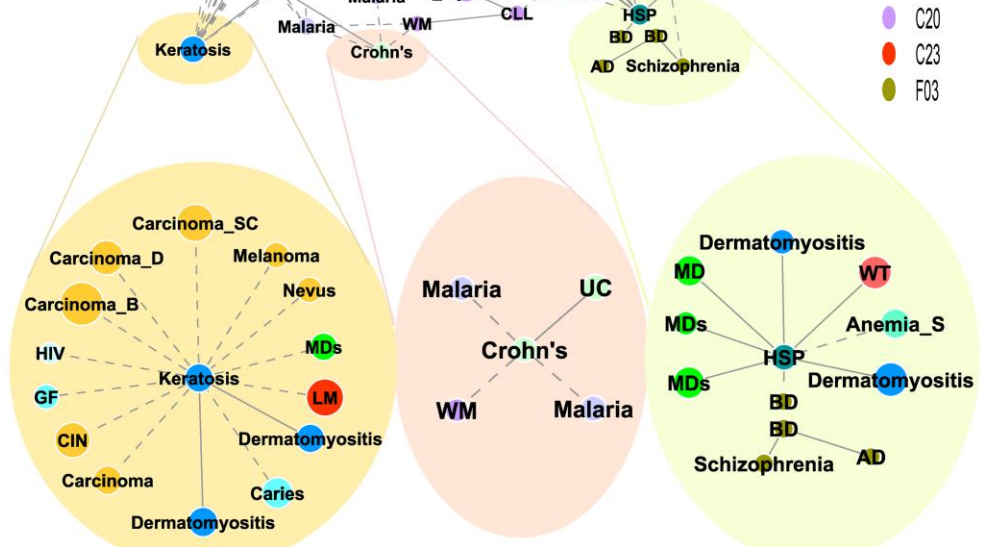 CLL
HSP
C20
Malaria
WM
BD
BD
Keratosis
Crohn's
AD
Schizophrenia
C23
F03
Carcinoma_SC
Carcinoma_D
Melanoma
Carcinoma_B
Nevus
HIV
MDs
Keratosis
GF
LM
CIN
Dermatomyositis
Carcinoma
Caries
Dermatomyositis
Malaria
UC
Crohn's
WM
Malaria
Dermatomyositis
MD
WT
MDs
Anemia_S
HSP
MDs
Dermatomyositis
BD
BD
Schizophrenia
AD